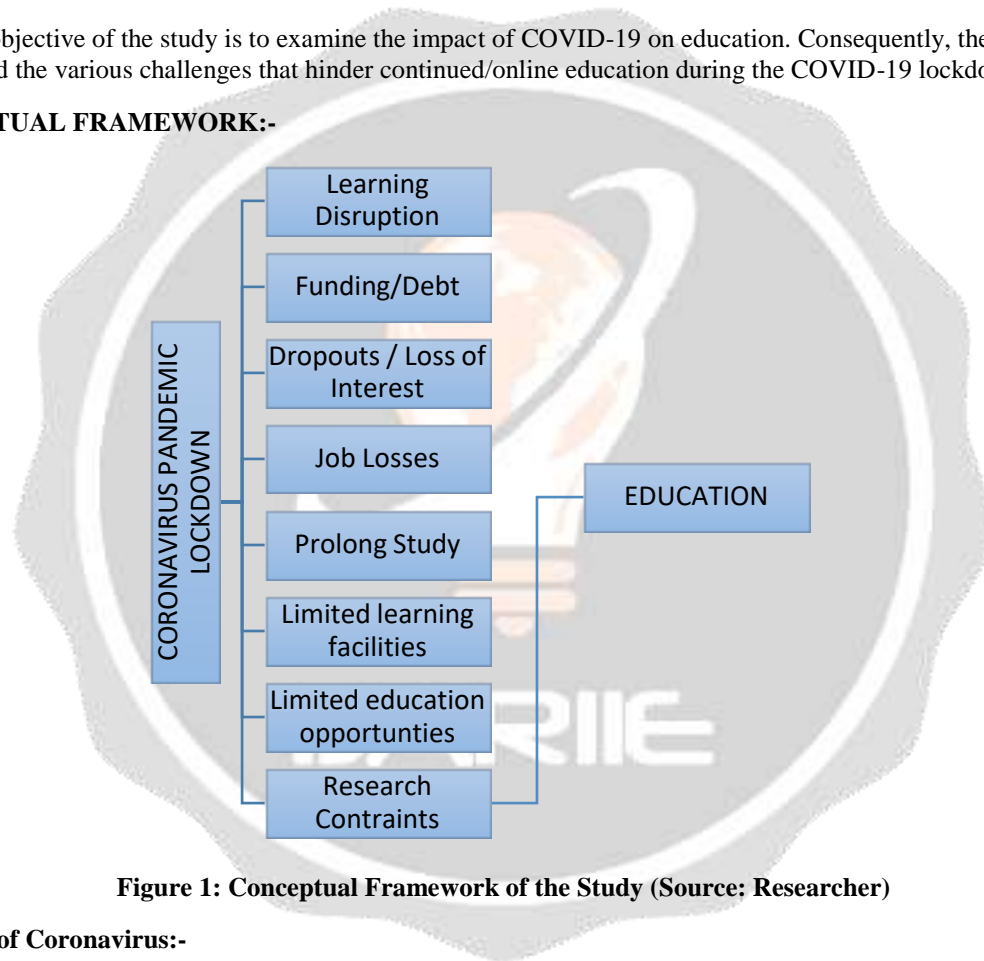 objective of the study is to examine the impact of COVID-19 on education. Consequently, the
the various challenges that hinder continued/online education during the COVID-19
TUAL FRAMEWORK:-
Learning
Disruption
Funding/Debt
Dropouts / Loss of
Interest
Job Losses
Prolong Study
Limited learning
facilities
Limited education
opportunties
Research
Contraints
CORONAVIRUS PANDEMIC
LOCKDOWN
EDUCATION
Figure 1: Conceptual Framework of the Study (Source: Researcher)
of Coronavirus:-